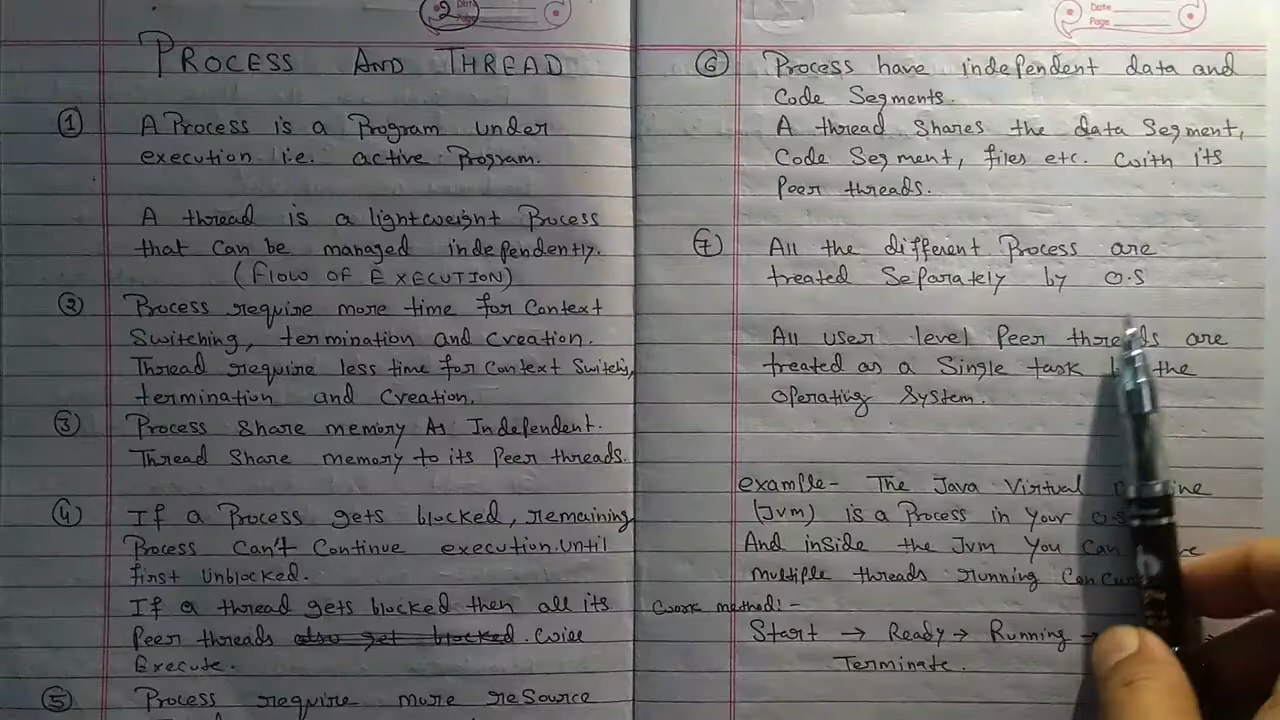 2 Date
Page
PROCESS AND THREAD
① A Process is a Program under
execution i.e. active Program.
A thread is a lightweight Process
that can be managed independently.
(FLOW OF EXECUTION)
② Process require more time for Context
Switching, termination and Creation.
Thread require less time for Context Switching,
termination and Creation.
③ Process Share memory As Independent.
Thread Share memory to its Peer threads.
④ If a Process gets blocked, remaining
Process Can't Continue execution.until
first unblocked.
If a thread gets blocked then all its
Peer threads also get blocked. will
Execute.
⑤ Process require more resource
Date
Page
⑥ Process have independent data and
Code Segments.
A thread Shares the data Segment,
Code Segment, files etc. with its
Peer threads.
⑦ All the different Process are
treated Separately by O.S
All user level Peer threads are
treated as a Single task the
Operating System.
example- The Java Virtual
(Jvm) is a Process in Your O.S
And inside the Jvm You Can
multiple threads running
Work method:-
Start → Ready → Running →
Terminate.